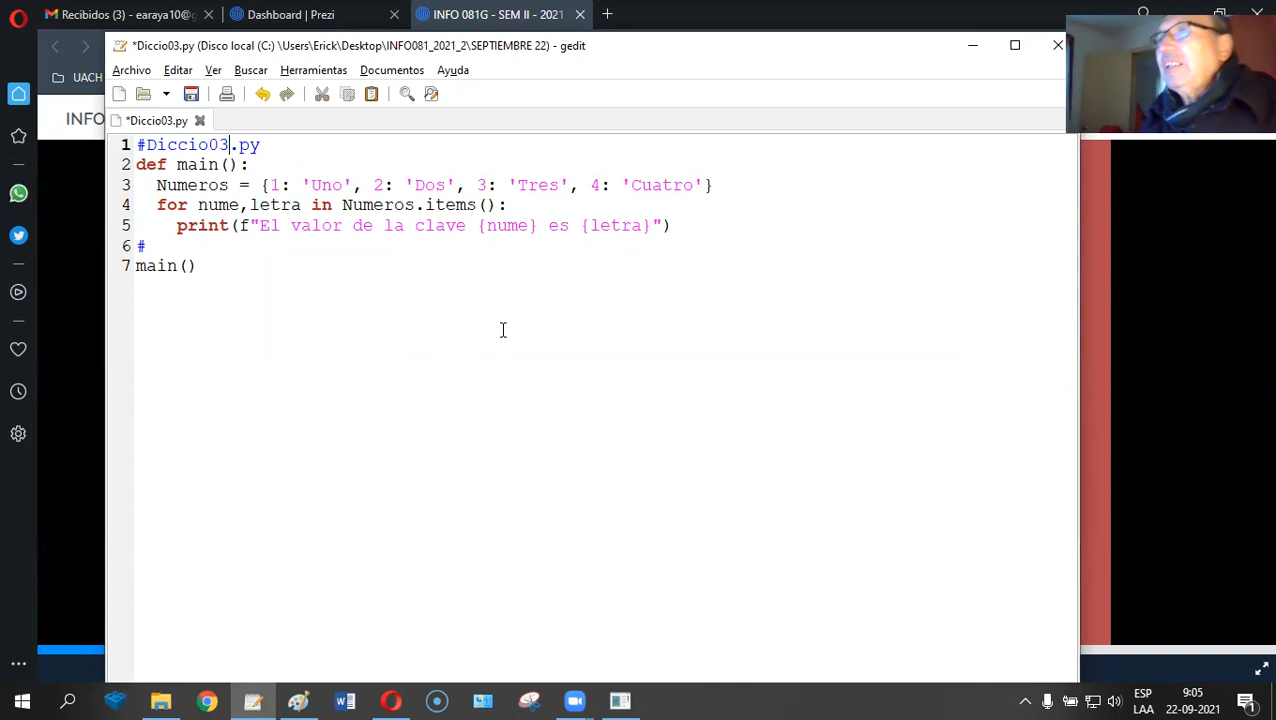 Recibidos (3) - earaya10@g
Dashboard | Prezi
INFO 081G - SEM II - 2021
*Diccio03.py (Disco local (C:) \Users\Erick\Desktop\INFO081_2021_2\SEPTIEMBRE 22) - gedit
UACH
INFO
Archivo Editar Ver Buscar Herramientas Documentos Ayuda
*Diccio03.py
1 #Diccio03.py
2 def main():
3 Numeros = {1: 'Uno', 2: 'Dos', 3: 'Tres', 4: 'Cuatro'}
4 for nume,letra in Numeros.items():
5 print(f"El valor de la clave {nume} es {letra}")
6 #
7 main()
ESP
LAA
9:05
22-09-2021
1